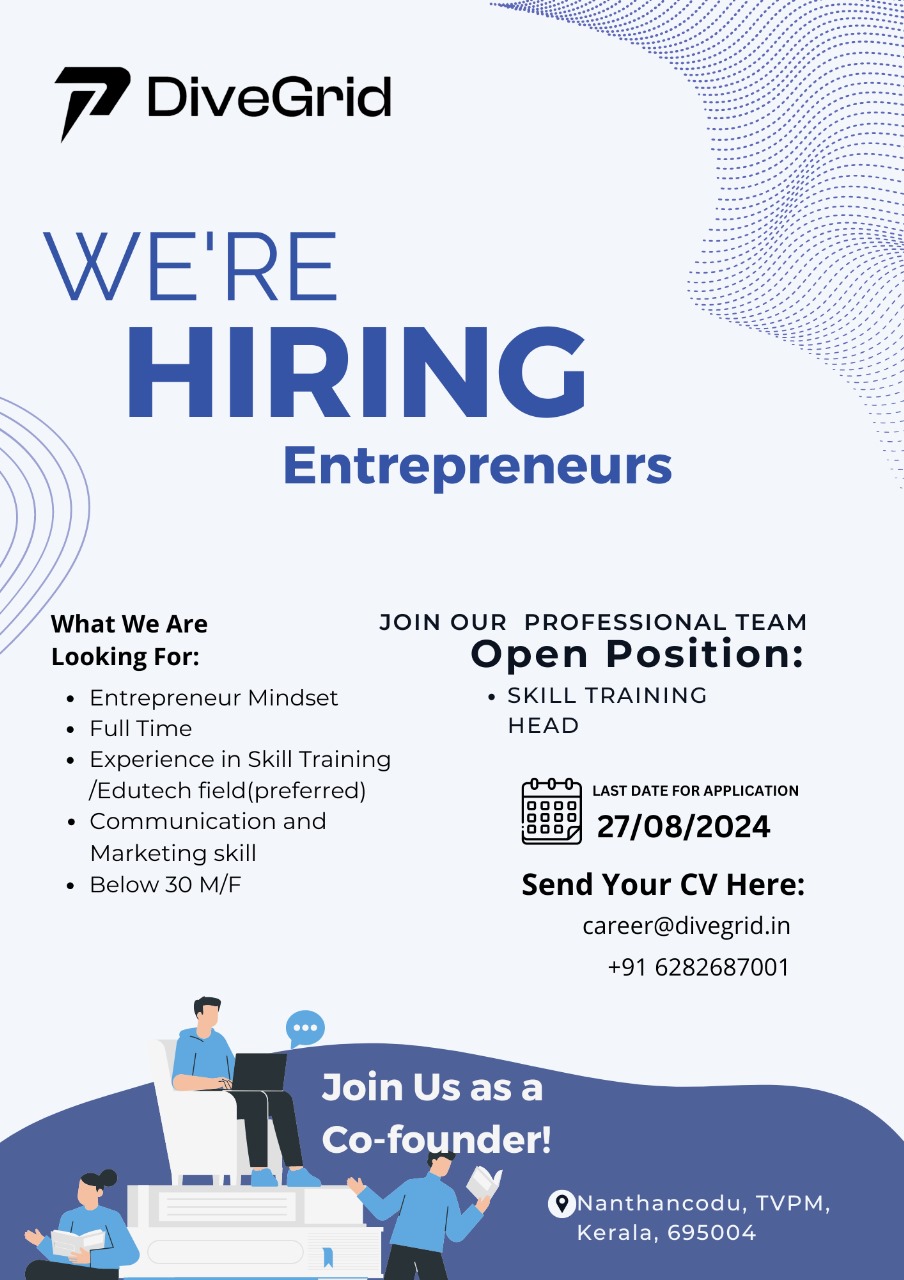 DiveGrid
WE'RE
HIRING
Entrepreneurs
What We Are
Looking For:
• Entrepreneur Mindset
• Full Time
• Experience in Skill Training
/Edutech field(preferred)
• Communication and
Marketing skill
• Below 30 M/F
JOIN OUR PROFESSIONAL TEAM
Open Position:
• SKILL TRAINING
HEAD
LAST DATE FOR APPLICATION
27/08/2024
Send Your CV Here:
career@divegrid.in
+91 6282687001
Join Us as a
Co-founder!
Nanthancodu, TVPM,
Kerala, 695004